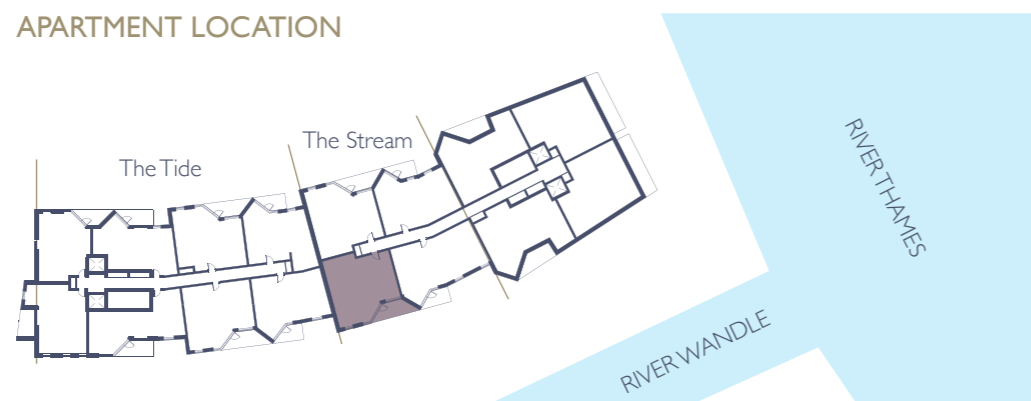 APARTMENT LOCATION
The Stream
The Tide
RIVER THAMES
RIVER WANDLE